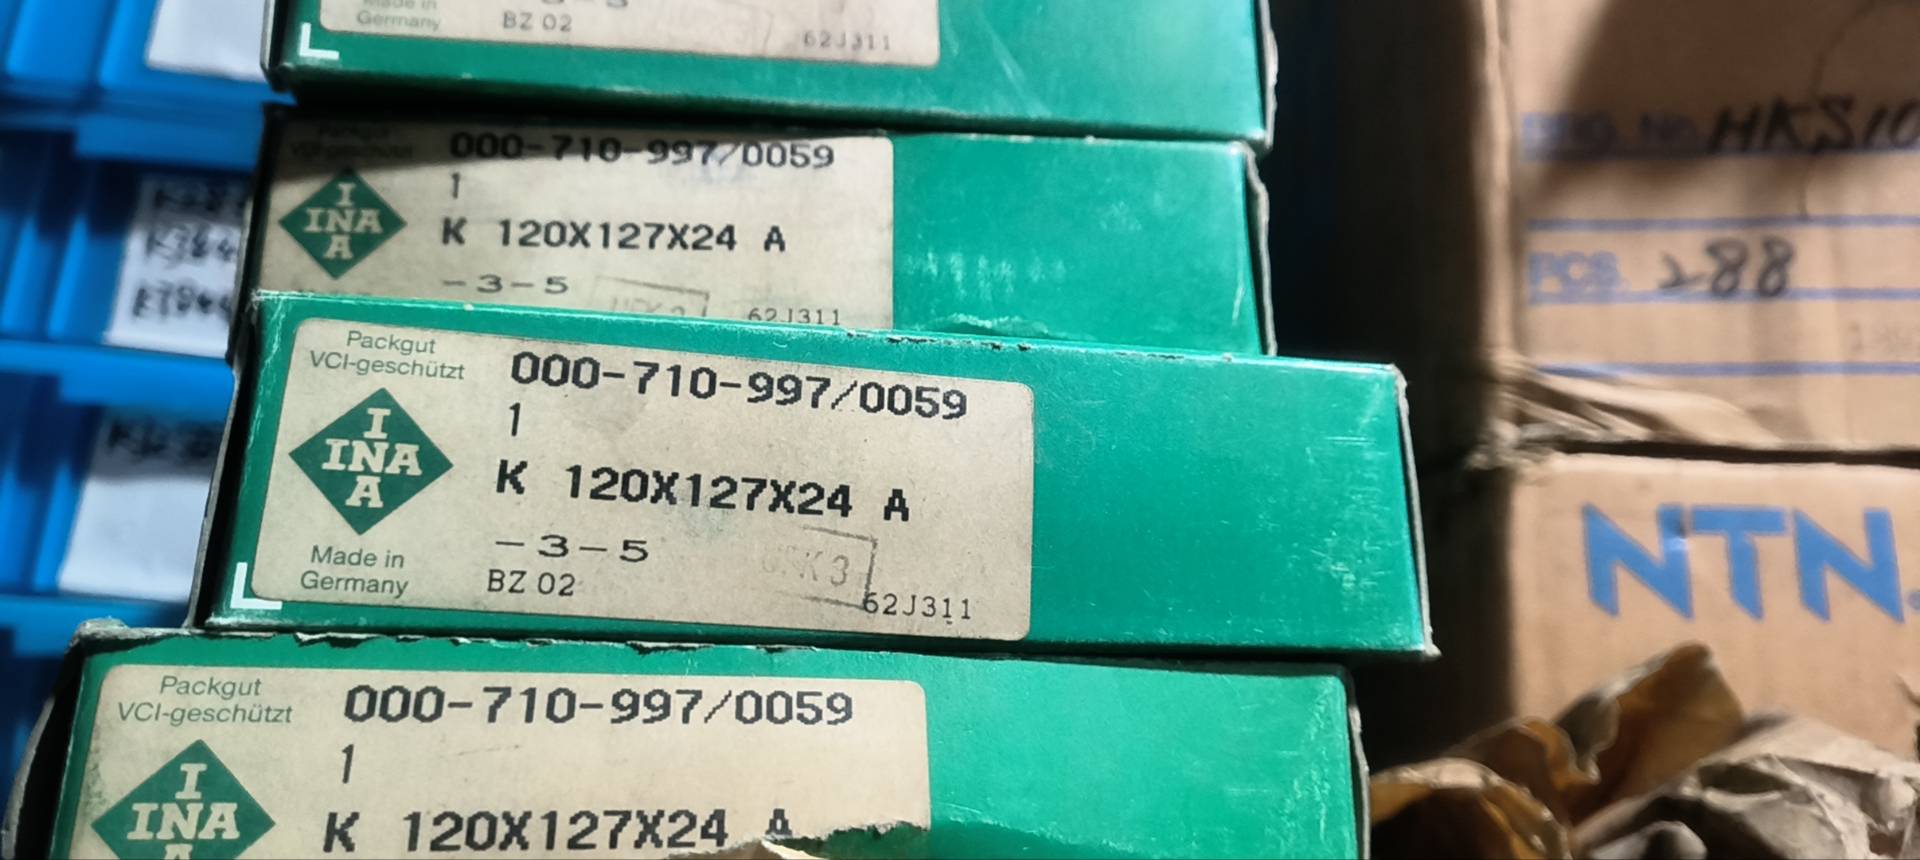 Made in
Germany
BZ 02
62J311
000-710-997/0059
1
I
INA
A
K 120X127X24 A
-3-5
62J311
Packgut
VCI-geschützt
000-710-997/0059
1
I
INA
A
K 120X127X24 A
-3-5
Made in
Germany
BZ 02
62J311
Packgut
VCI-geschützt
000-710-997/0059
1
I
INA
A
K 120X127X24 A
HKS10
PCS. 288
NTN